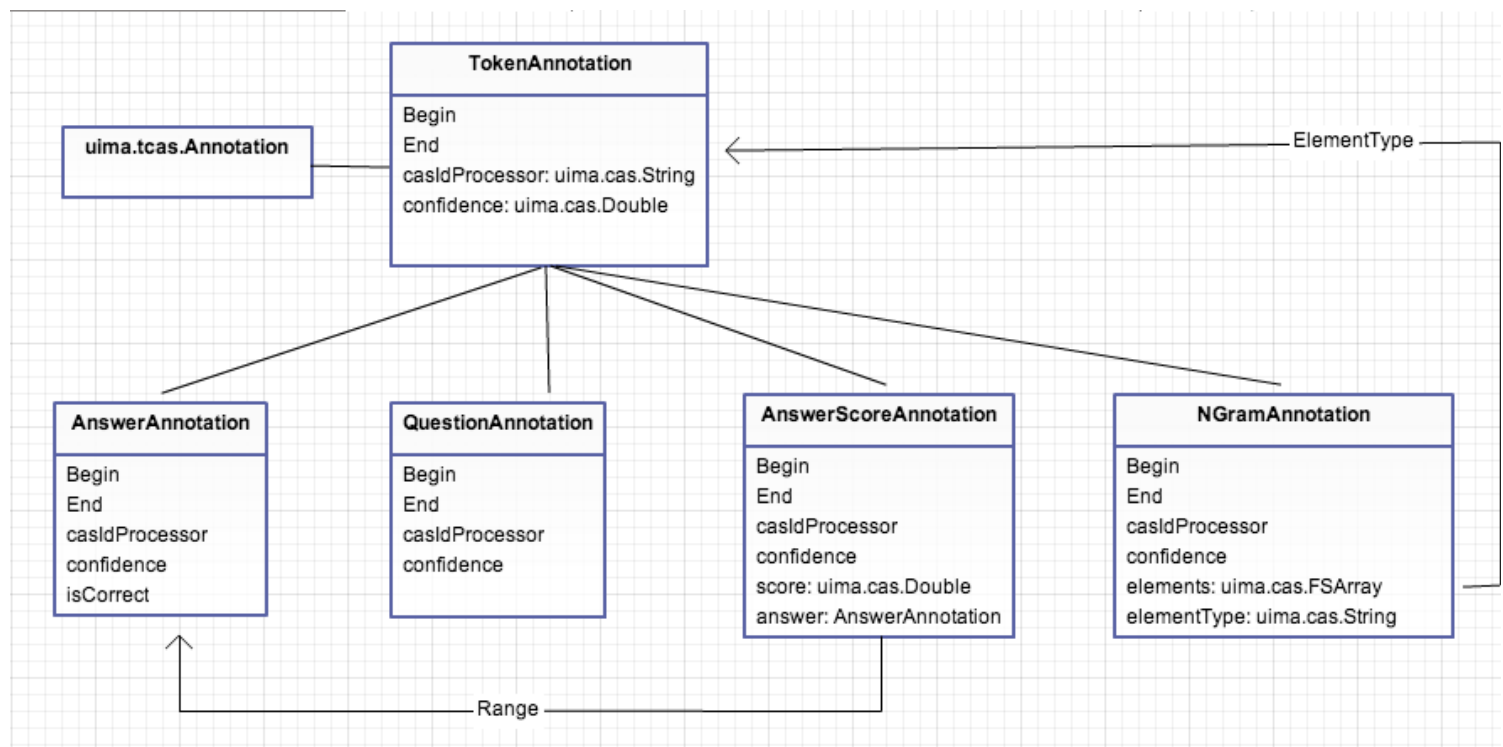 TokenAnnotation
Begin
End
casIdProcessor: uima.cas.String
confidence: uima.cas.Double
uima.tcas.Annotation
ElementType
AnswerAnnotation
Begin
End
casIdProcessor
confidence
isCorrect
QuestionAnnotation
Begin
End
casIdProcessor
confidence
AnswerScoreAnnotation
Begin
End
casIdProcessor
confidence
score: uima.cas.Double
answer: AnswerAnnotation
NGramAnnotation
Begin
End
casIdProcessor
confidence
elements: uima.cas.FSArray
elementType: uima.cas.String
Range